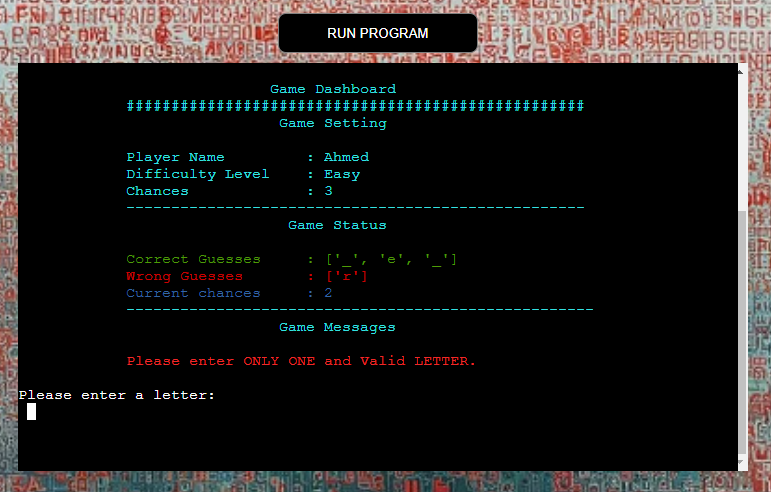 RUN PROGRAM
Game Dashboard
###################################################
Game Setting
Player Name : Ahmed
Difficulty Level : Easy
Chances : 3
---------------------------------------------------
Game Status
Correct Guesses : ['_', 'e', '_']
Wrong Guesses : ['r']
Current chances : 2
----------------------------------------------------
Game Messages
Please enter ONLY ONE and Valid LETTER.
Please enter a letter: